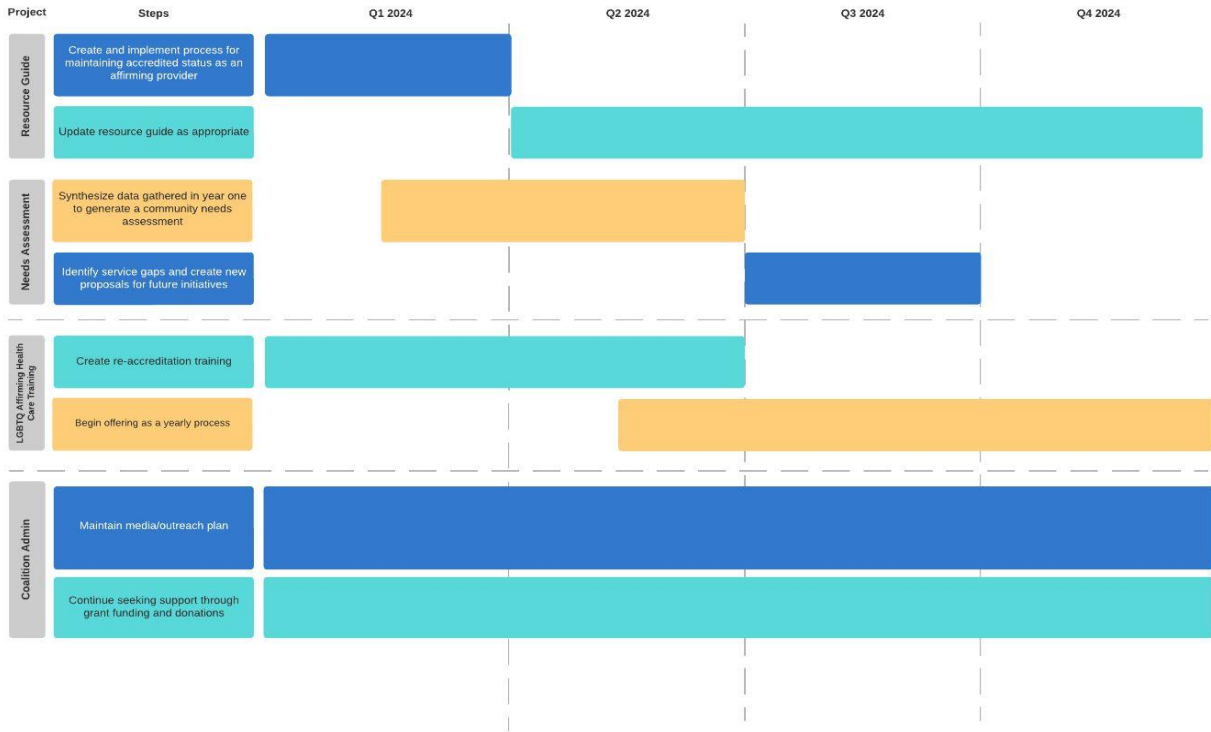 Project Steps Q1 2024 Q2 2024 Q3 2024 Q4 2024
Resource Guide
Create and implement process for
maintaining accredited status as an
affirming provider
Update resource guide as appropriate
Needs Assessment
Synthesize data gathered in year one
to generate a community needs
assessment
Identify service gaps and create new
proposals for future initiatives
LGBTQ Affirming Health
Care Training
Create re-accreditation training
Begin offering as a yearly process
Coalition Admin
Maintain media/outreach plan
Continue seeking support through
grant funding and donations